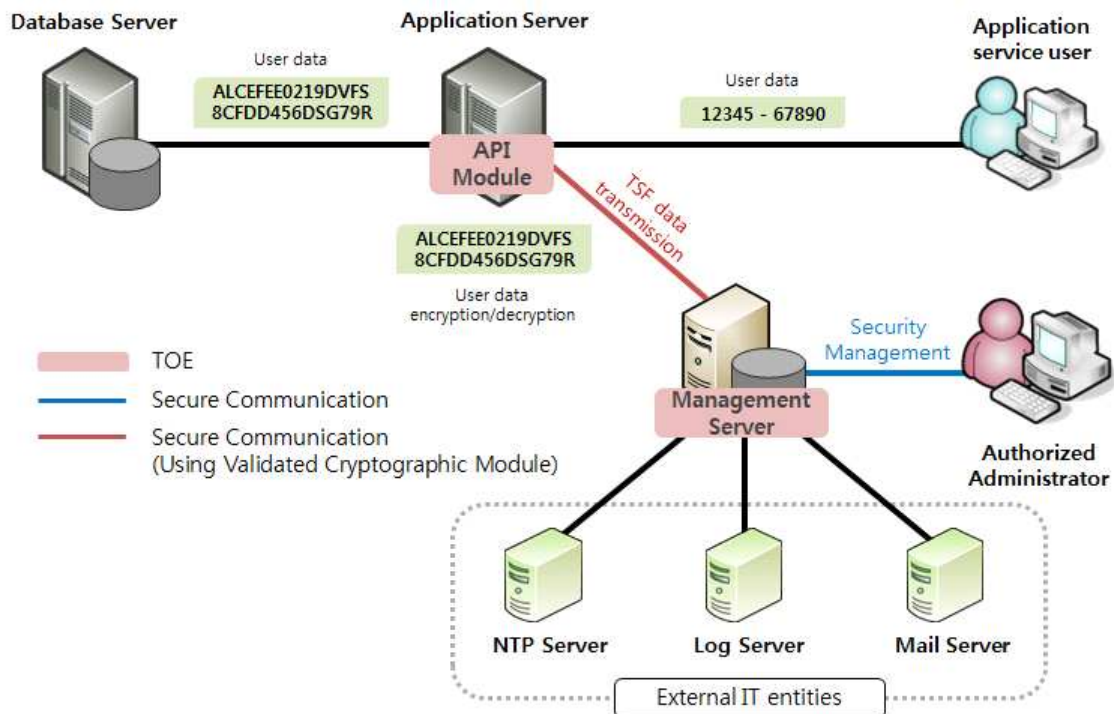 Database Server
Application Server
Application
service user
User data
ALCEFEE0219DVFS
8CFDD456DSG79R
User data
12345 - 67890
API
Module
TSF data
transmission
ALCEFEE0219DVFS
8CFDD456DSG79R
User data
encryption/decryption
Security
Management
TOE
Secure Communication
Secure Communication
(Using Validated Cryptographic Module)
Management
Server
Authorized
Administrator
NTP Server
Log Server
Mail Server
External IT entities